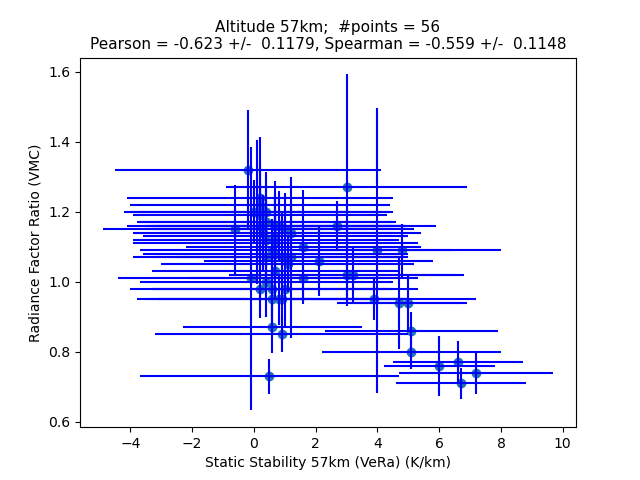 Altitude 57km;  #points = 56
Pearson = -0.623 +/-  0.1179, Spearman = -0.559 +/-  0.1148
1.6
1.4
1.2
1.0
0.8
0.6
Radiance Factor Ratio (VMC)
−4 −2 0 2 4 6 8 10
Static Stability 57km (VeRa) (K/km)